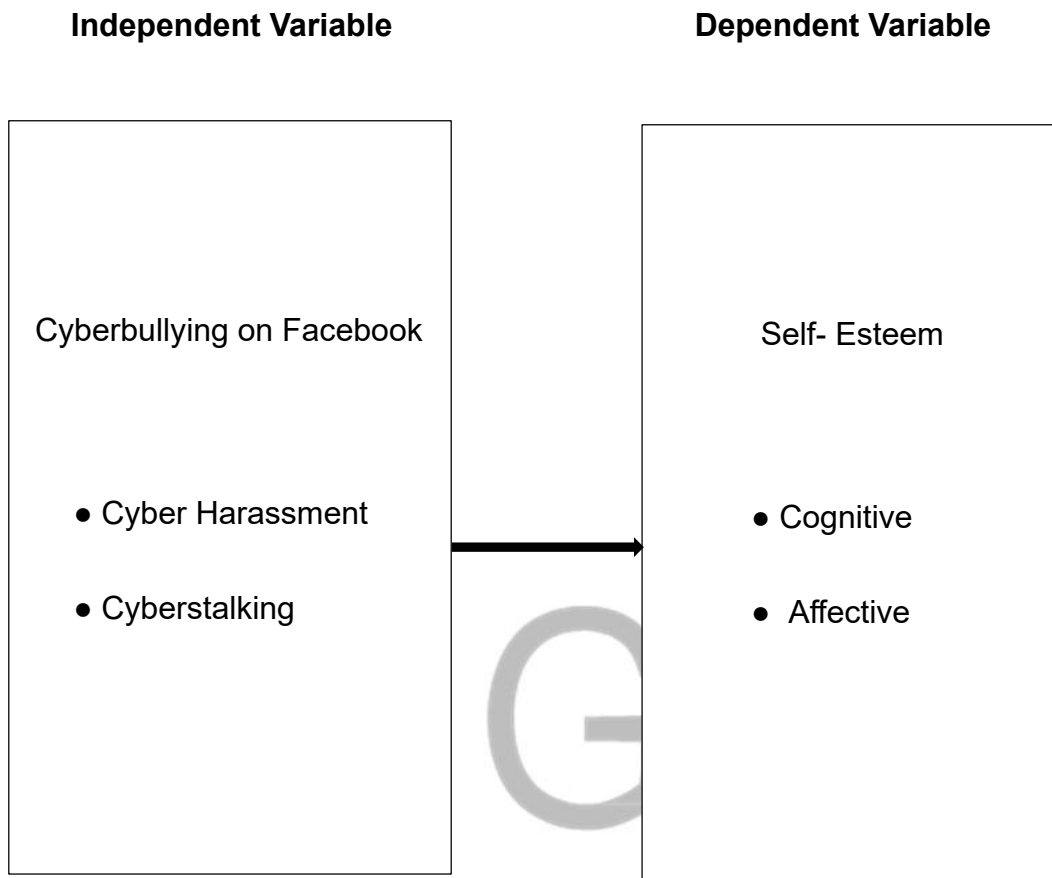 Independent Variable
Dependent Variable
Cyberbullying on Facebook
● Cyber Harassment
● Cyberstalking
Self- Esteem
● Cognitive
● Affective
G